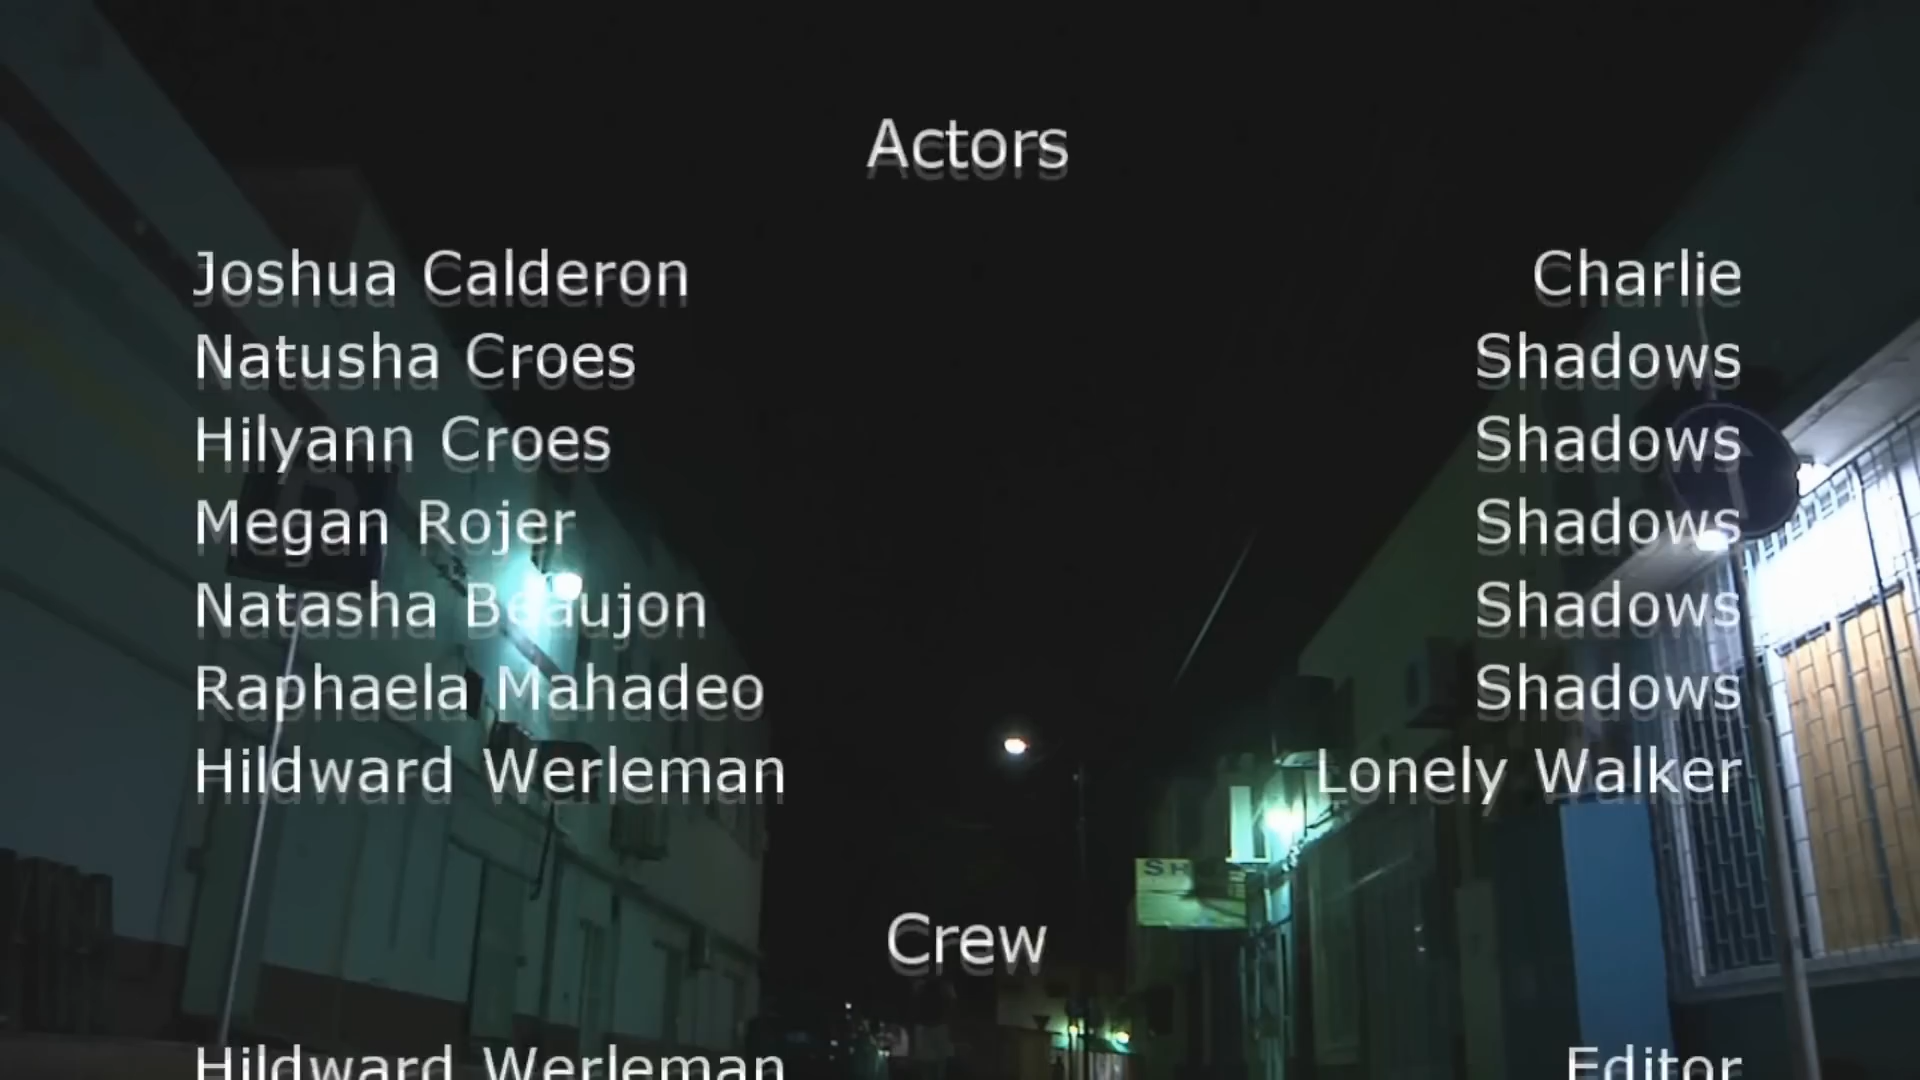 Actors
Joshua Calderon Charlie
Natusha Croes Shadows
Hilyann Croes Shadows
Megan Rojer Shadows
Natasha Beaujon Shadows
Raphaela Mahadeo Shadows
Hildward Werleman Lonely Walker
SH
Crew
Hildward Werleman Editor